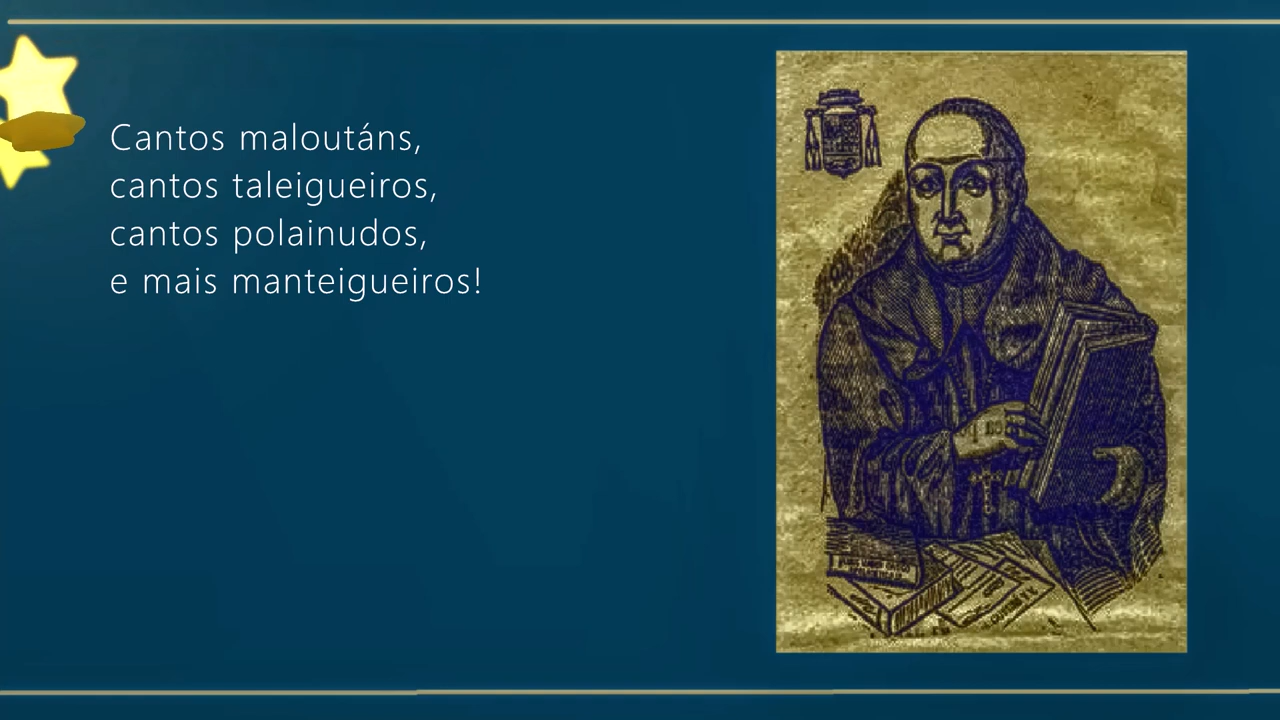 Cantos maloutáns,
cantos taleigueiros,
cantos polainudos,
e mais manteigueiros!